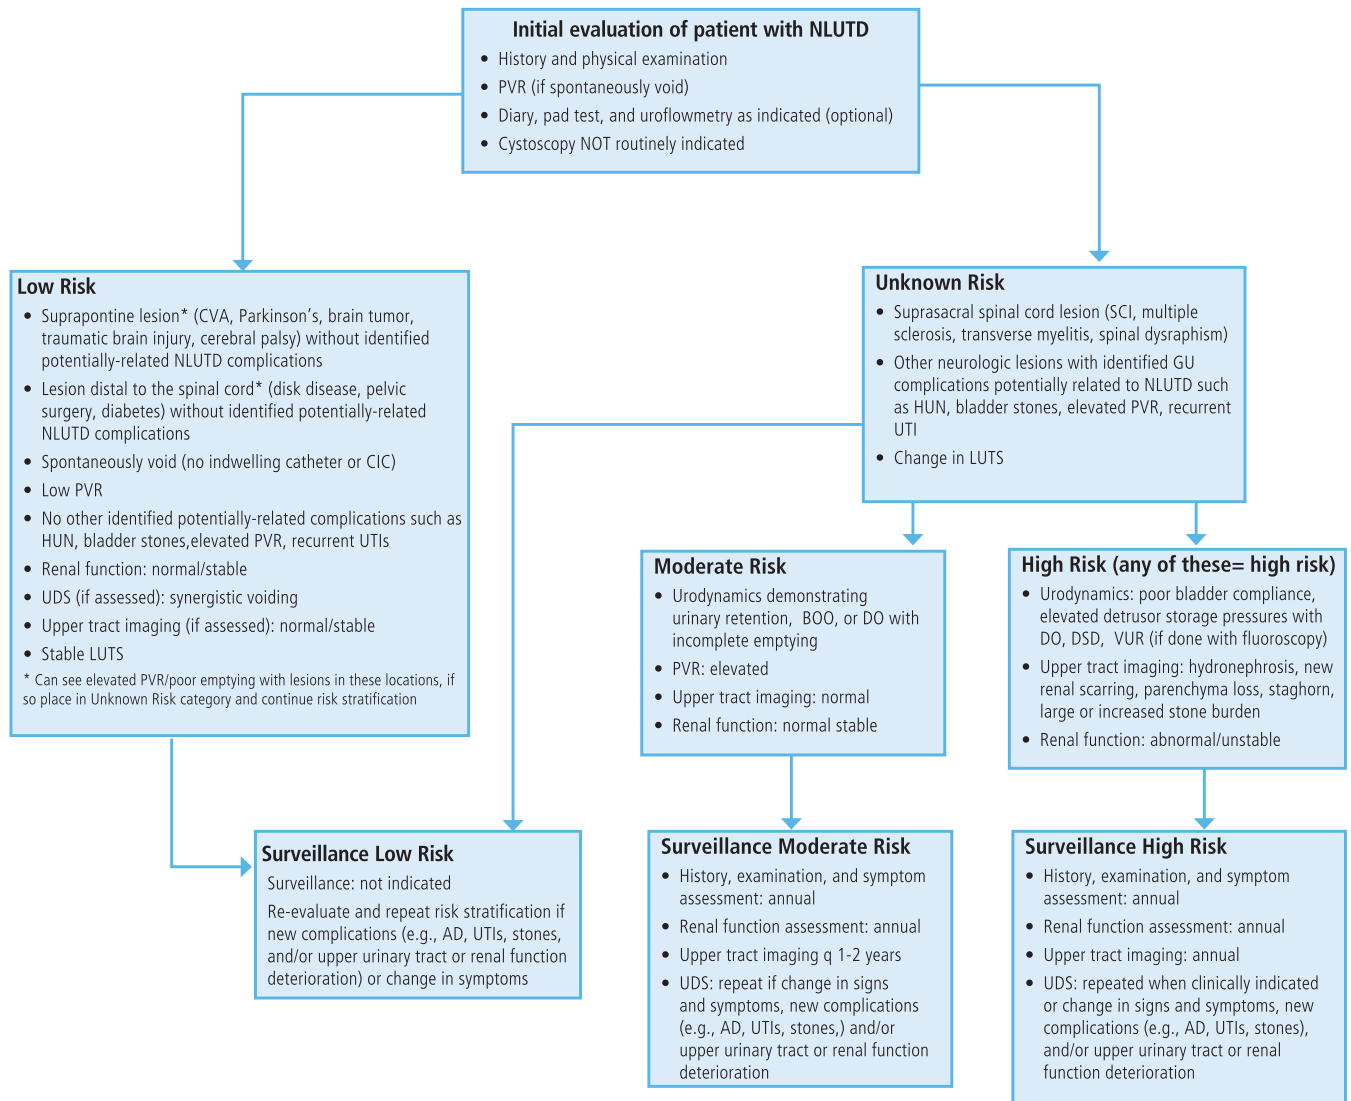 Initial evaluation of patient with NLUTD
• History and physical examination
• PVR (if spontaneously void)
• Diary, pad test, and uroflowmetry as indicated (optional)
• Cystoscopy NOT routinely indicated
Low Risk
• Suprapontine lesion* (CVA, Parkinson’s, brain tumor,
traumatic brain injury, cerebral palsy) without identified
potentially-related NLUTD complications
• Lesion distal to the spinal cord* (disk disease, pelvic
surgery, diabetes) without identified potentially-related
NLUTD complications
• Spontaneously void (no indwelling catheter or CIC)
• Low PVR
• No other identified potentially-related complications such as
HUN, bladder stones,elevated PVR, recurrent UTIs
• Renal function: normal/stable
• UDS (if assessed): synergistic voiding
• Upper tract imaging (if assessed): normal/stable
• Stable LUTS
* Can see elevated PVR/poor emptying with lesions in these locations, if
so place in Unknown Risk category and continue risk stratification
Unknown Risk
• Suprasacral spinal cord lesion (SCI, multiple
sclerosis, transverse myelitis, spinal dysraphism)
• Other neurologic lesions with identified GU
complications potentially related to NLUTD such
as HUN, bladder stones, elevated PVR, recurrent
UTI
• Change in LUTS
Moderate Risk
• Urodynamics demonstrating
urinary retention, BOO, or DO with
incomplete emptying
• PVR: elevated
• Upper tract imaging: normal
• Renal function: normal stable
High Risk (any of these= high risk)
• Urodynamics: poor bladder compliance,
elevated detrusor storage pressures with
DO, DSD, VUR (if done with fluoroscopy)
• Upper tract imaging: hydronephrosis, new
renal scarring, parenchyma loss, staghorn,
large or increased stone burden
• Renal function: abnormal/unstable
Surveillance Low Risk
Surveillance: not indicated
Re-evaluate and repeat risk stratification if
new complications (e.g., AD, UTIs, stones,
and/or upper urinary tract or renal function
deterioration) or change in symptoms
Surveillance Moderate Risk
• History, examination, and symptom
assessment: annual
• Renal function assessment: annual
• Upper tract imaging q 1-2 years
• UDS: repeat if change in signs
and symptoms, new complications
(e.g., AD, UTIs, stones,) and/or
upper urinary tract or renal function
deterioration
Surveillance High Risk
• History, examination, and symptom
assessment: annual
• Renal function assessment: annual
• Upper tract imaging: annual
• UDS: repeated when clinically indicated
or change in signs and symptoms, new
complications (e.g., AD, UTIs, stones),
and/or upper urinary tract or renal
function deterioration